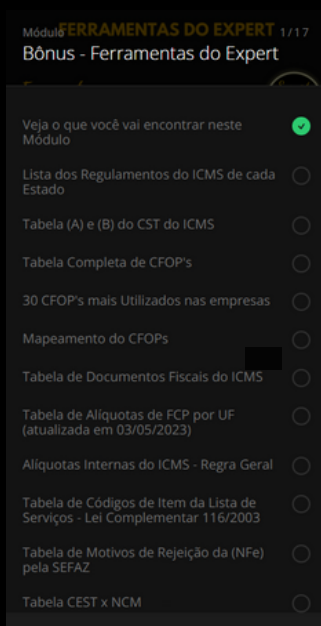 Módulo FERRAMENTAS DO EXPERT 1/17
Bônus - Ferramentas do Expert
Veja o que você vai encontrar neste
Módulo
Lista dos Regulamentos do ICMS de cada
Estado
Tabela (A) e (B) do CST do ICMS
Tabela Completa de CFOP's
30 CFOP's mais Utilizados nas empresas
Mapeamento do CFOPs
Tabela de Documentos Fiscais do ICMS
Tabela de Alíquotas de FCP por UF
(atualizada em 03/05/2023)
Alíquotas Internas do ICMS - Regra Geral
Tabela de Códigos de Item da Lista de
Serviços - Lei Complementar 116/2003
Tabela de Motivos de Rejeição da (NFe)
pela SEFAZ
Tabela CEST x NCM